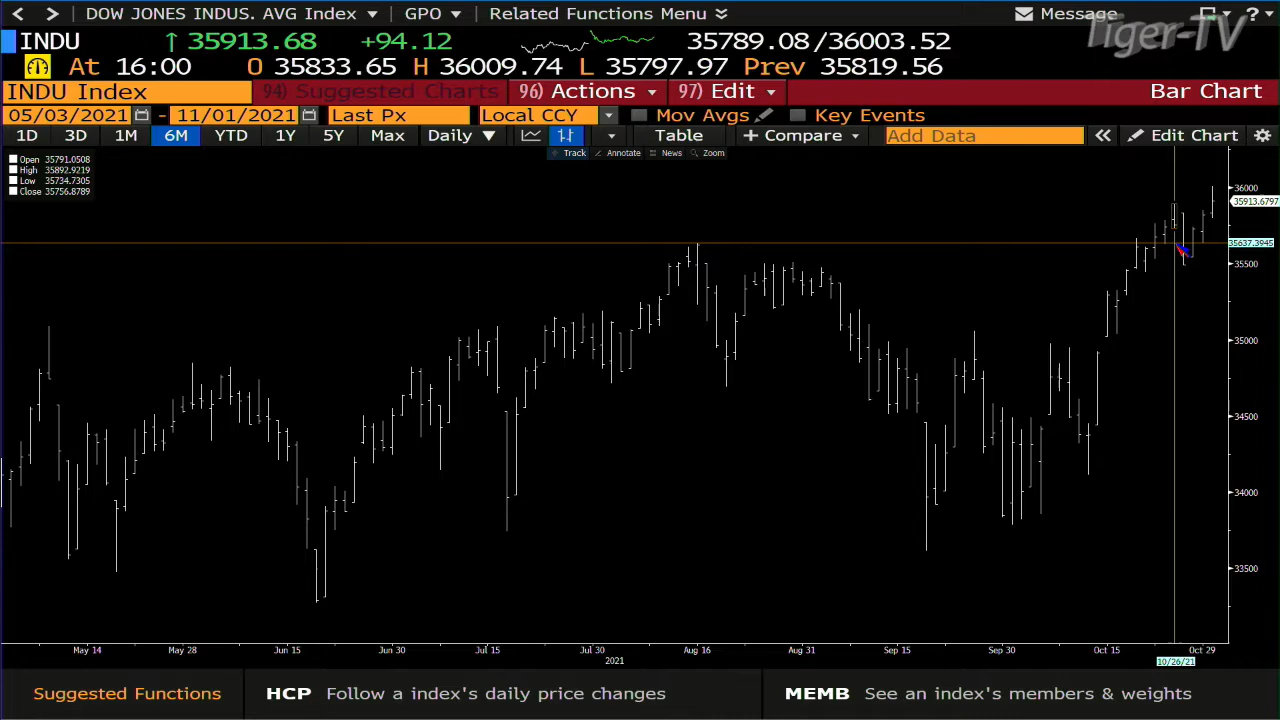 DOW JONES INDUS. AVG Index GPO Related Functions Menu Message ?
Tiger-TV
INDU ↑ 35913.68 +94.12 35789.08/36003.52
At 16:00 O 35833.65 H 36009.74 L 35797.97 Prev 35819.56
INDU Index 94) Suggested Charts 96) Actions 97) Edit Bar Chart
05/03/2021 - 11/01/2021 Last Px Local CCY Mov Avgs Key Events
1D 3D 1M 6M YTD 1Y 5Y Max Daily ▼ Table + Compare Add Data « Edit Chart
Track Annotate News Zoom
Open 35791.0508
High 35892.9219
Low 35734.7305
Close 35756.8789
36000
35913.6797
35637.3945
35500
35000
34500
34000
33500
May 14 May 28 Jun 15 Jun 30 Jul 15 Jul 30 Aug 16 Aug 31 Sep 15 Sep 30 Oct 15 Oct 29
2021 10/26/21
Suggested Functions HCP Follow a index's daily price changes MEMB See an index's members & weights